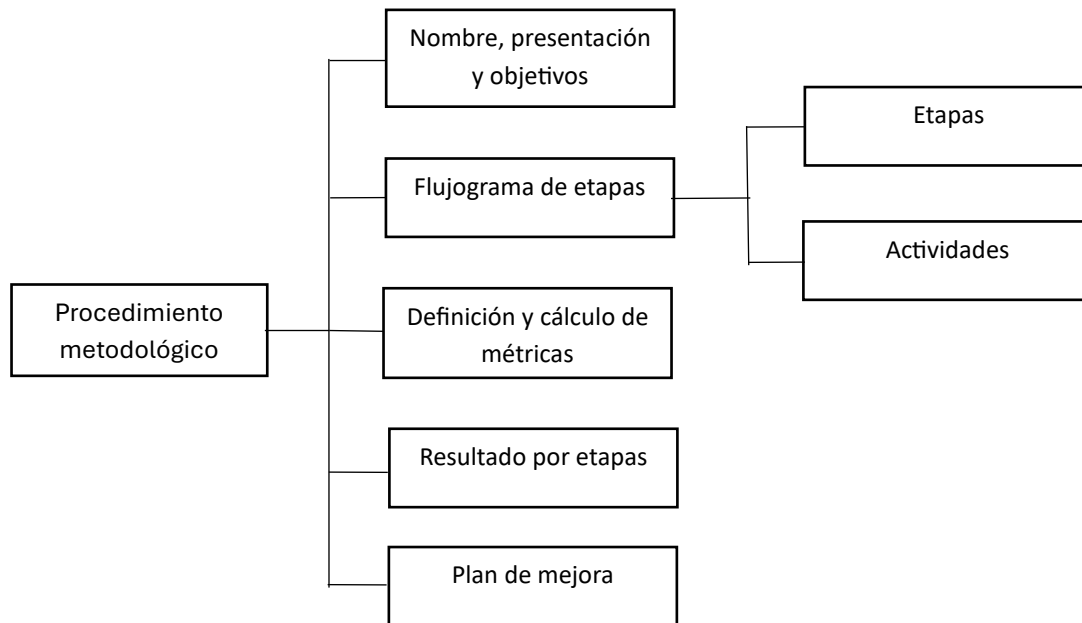 Nombre, presentación
y objetivos
Etapas
Flujograma de etapas
Actividades
Procedimiento
metodológico
Definición y cálculo de
métricas
Resultado por etapas
Plan de mejora